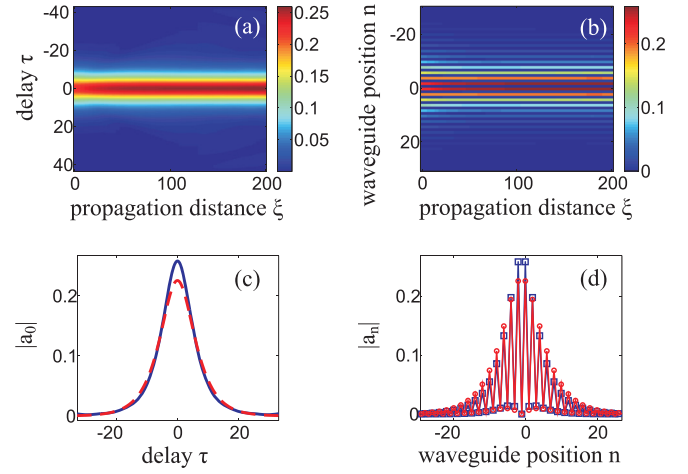 (a)
delay τ
-40
-20
0
20
40
0
100
200
propagation distance ξ
0.25
0.20
0.15
0.10
0.05
(b)
waveguide position n
-20
0
20
0
100
200
propagation distance ξ
0.2
0.1
0
(c)
|a₀|
0.2
0.1
0
-20
0
20
delay τ
(d)
|aₙ|
0.2
0.1
0
-20
0
20
waveguide position n